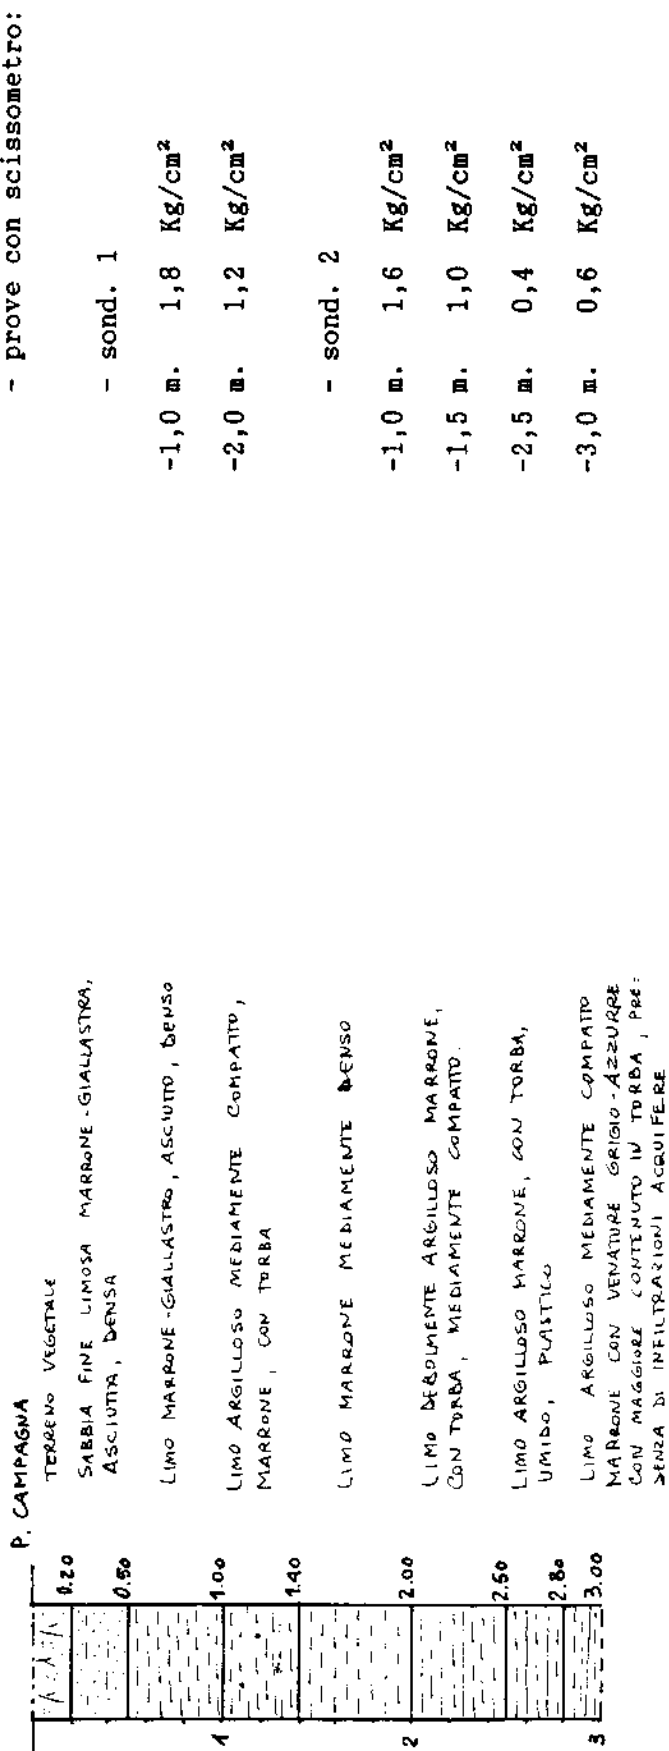 P. CAMPAGNA
TERRENO VEGETALE
SABBIA FINE LIMOSA MARRONE-GIALLASTRA,
ASCIUTTA, DENSA
LIMO MARRONE-GIALLASTRO, ASCIUTTO, DENSO
LIMO ARGILLOSO MEDIAMENTE COMPATTO,
MARRONE, CON TORBA
LIMO MARRONE MEDIAMENTE DENSO
LIMO DEBOLMENTE ARGILLOSO MARRONE,
CON TORBA, MEDIAMENTE COMPATTO.
LIMO ARGILLOSO MARRONE, CON TORBA,
UMIDO, PLASTICO
LIMO ARGILLOSO MEDIAMENTE COMPATTO
MARRONE CON VENATURE GRIGIO-AZZURRE
CON MAGGIORE CONTENUTO IN TORBA, PRE=
SENZA DI INFILTRAZIONI ACQUIFERE
0.20
0.50
1.00
1.40
2.00
2.50
2.80
3.00
1
2
3
- prove con scissometro:
- sond. 1
-1,0 m. 1,8 Kg/cm²
-2,0 m. 1,2 Kg/cm²
- sond. 2
-1,0 m. 1,6 Kg/cm²
-1,5 m. 1,0 Kg/cm²
-2,5 m. 0,4 Kg/cm²
-3,0 m. 0,6 Kg/cm²